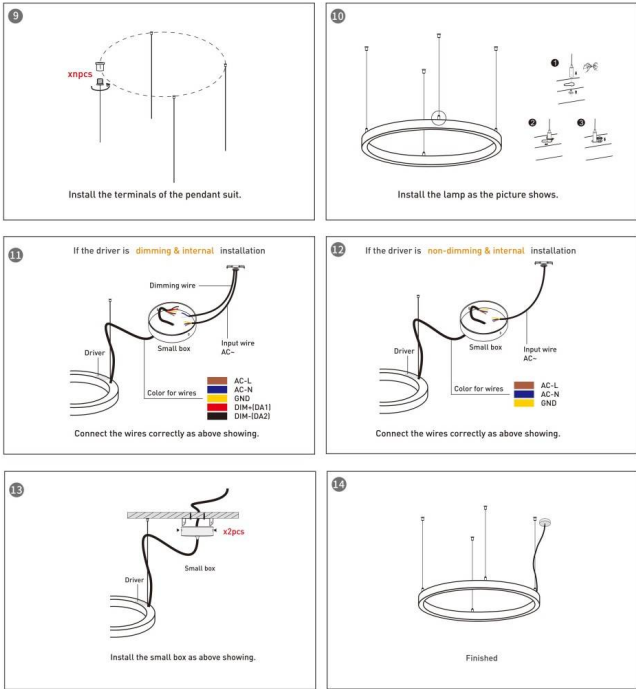 9
xnpcs
Install the terminals of the pendant suit.
10
1
2
3
Install the lamp as the picture shows.
11
If the driver is dimming & internal installation
Dimming wire
Driver
Small box
Input wire
AC~
Color for wires
AC-L
AC-N
GND
DIM+(DA1)
DIM-(DA2)
Connect the wires correctly as above showing.
12
If the driver is non-dimming & internal installation
Driver
Small box
Input wire
AC~
Color for wires
AC-L
AC-N
GND
Connect the wires correctly as above showing.
13
x2pcs
Small box
Driver
Install the small box as above showing.
14
Finished